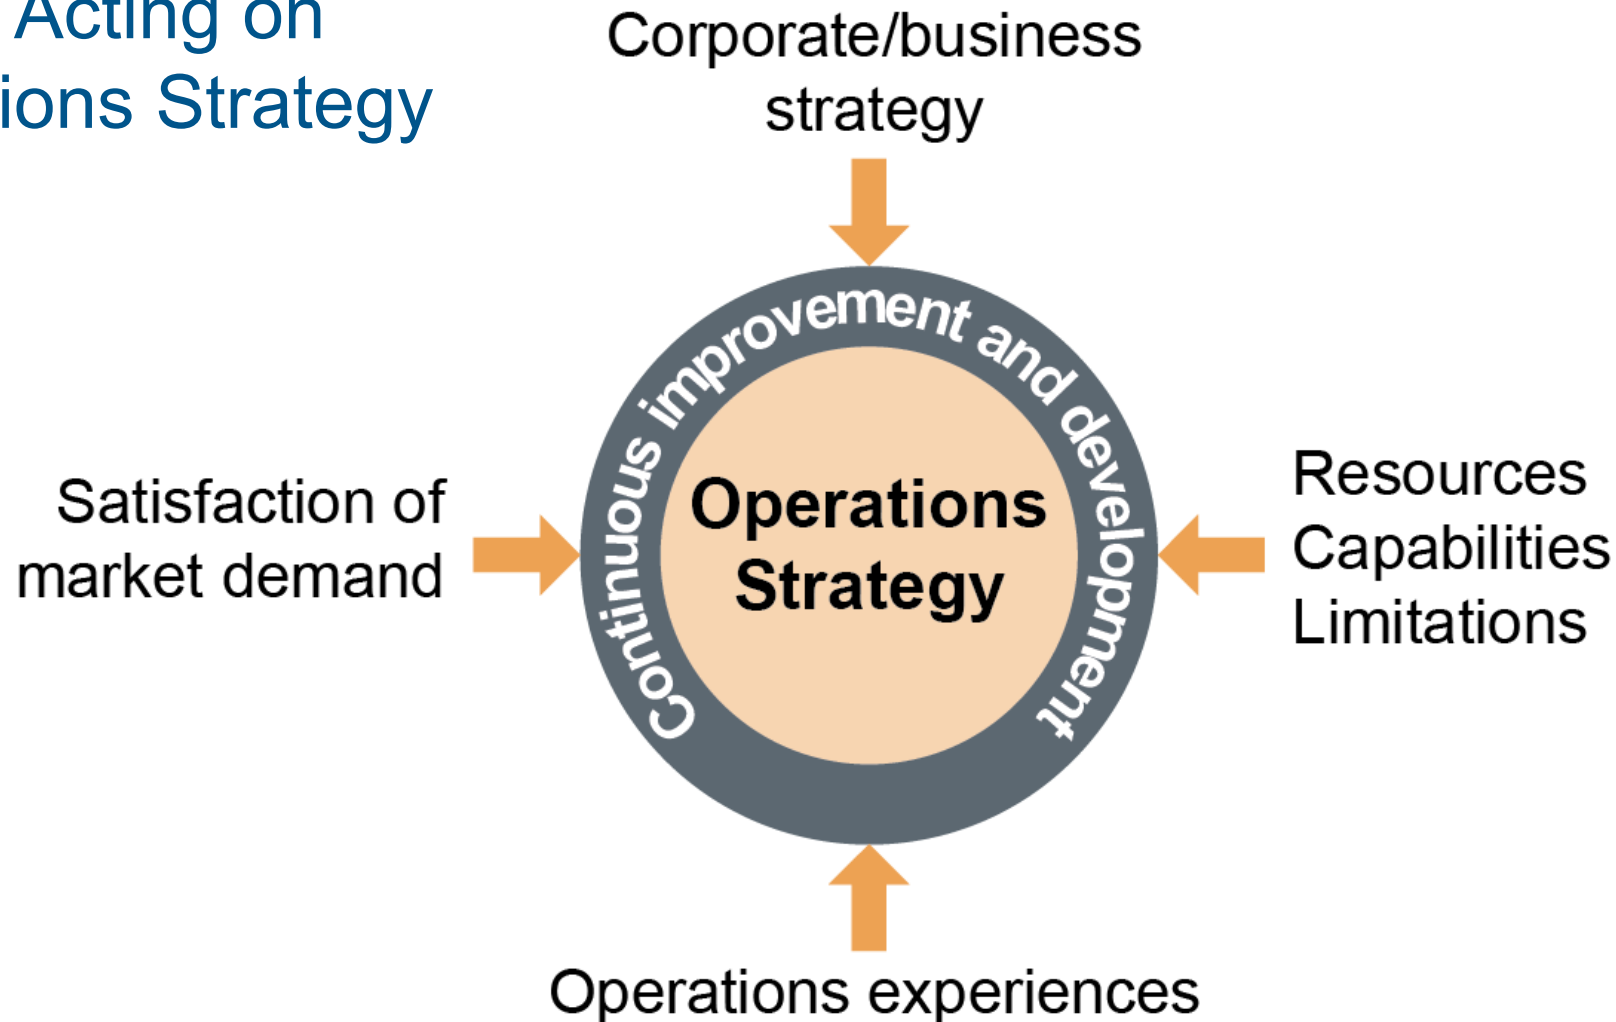 Acting on
ions Strategy
Corporate/business
strategy
Continuous improvement and development
Satisfaction of
market demand
Operations
Strategy
Resources
Capabilities
Limitations
Operations experiences